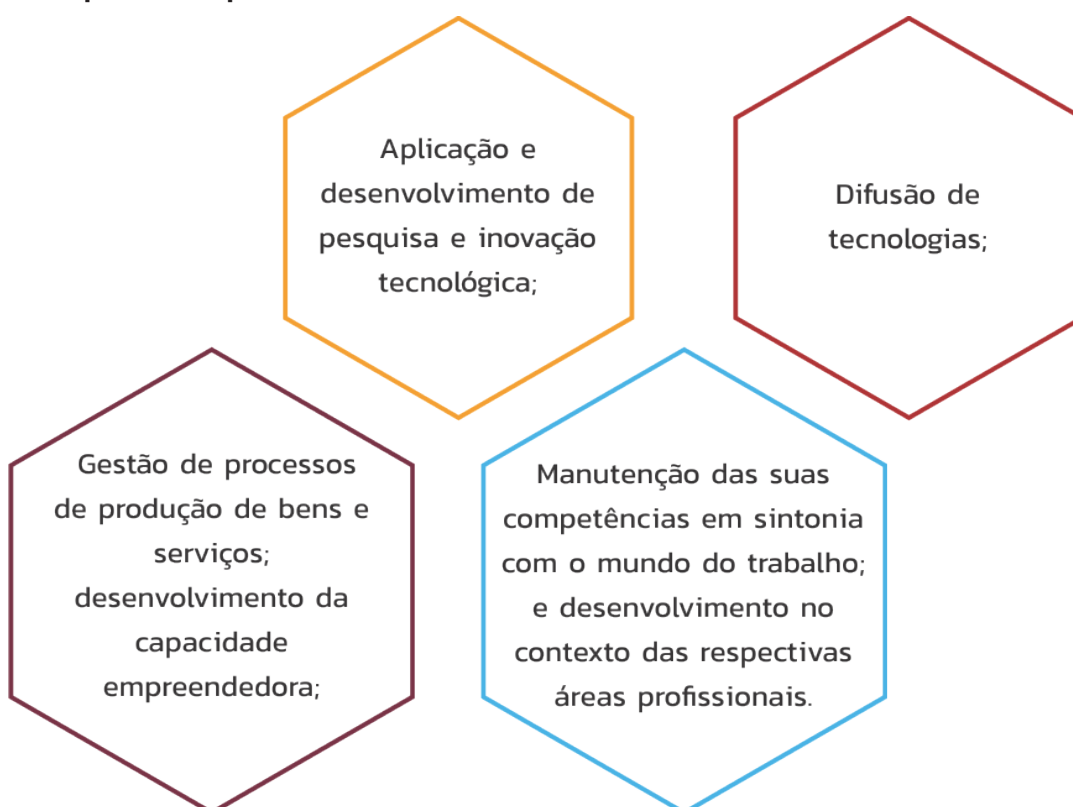 Aplicação e
desenvolvimento de
pesquisa e inovação
tecnológica;
Difusão de
tecnologias;
Gestão de processos
de produção de bens e
serviços;
desenvolvimento da
capacidade
empreendedora;
Manutenção das suas
competências em sintonia
com o mundo do trabalho;
e desenvolvimento no
contexto das respectivas
áreas profissionais.